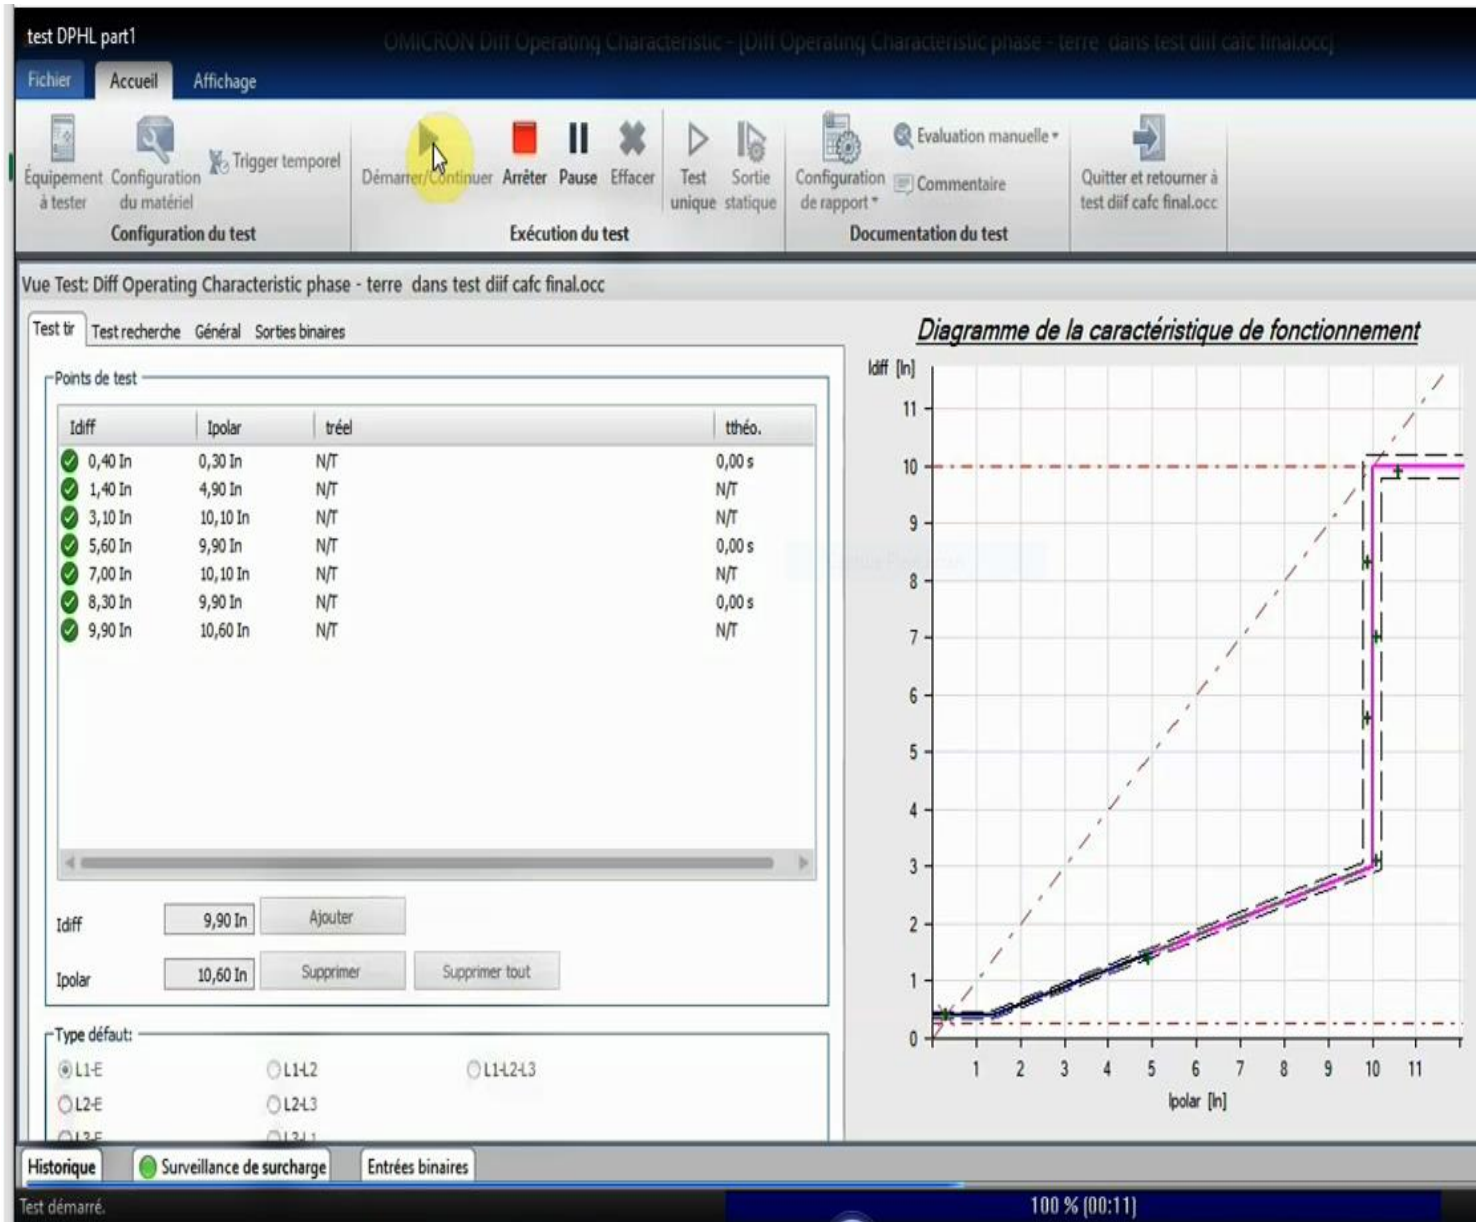 test DPHL part1
OMICRON Diff Operating Characteristic - [Diff Operating Characteristic phase - terre dans test diif cafc final.occ]
Fichier Accueil Affichage
Équipement à tester
Configuration du matériel
Trigger temporel
Démarrer/Continuer
Arrêter
Pause
Effacer
Test unique
Sortie statique
Configuration de rapport
Evaluation manuelle
Commentaire
Quitter et retourner à test diif cafc final.occ
Configuration du test
Exécution du test
Documentation du test
Vue Test: Diff Operating Characteristic phase - terre dans test diif cafc final.occ
Test tir Test recherche Général Sorties binaires
Points de test
Idiff Ipolar tréel tthéo.
0,40 In 0,30 In N/T 0,00 s
1,40 In 4,90 In N/T N/T
3,10 In 10,10 In N/T N/T
5,60 In 9,90 In N/T 0,00 s
7,00 In 10,10 In N/T N/T
8,30 In 9,90 In N/T 0,00 s
9,90 In 10,60 In N/T N/T
Idiff 9,90 In Ajouter
Ipolar 10,60 In Supprimer Supprimer tout
Type défaut:
L1-E L1-L2 L1-L2-L3
L2-E L2-L3
L3-E L3-L1
Diagramme de la caractéristique de fonctionnement
Idiff [In]
11
10
9
8
7
6
5
4
3
2
1
0
1 2 3 4 5 6 7 8 9 10 11
Ipolar [In]
Historique Surveillance de surcharge Entrées binaires
Test démarré. 100 % (00:11)